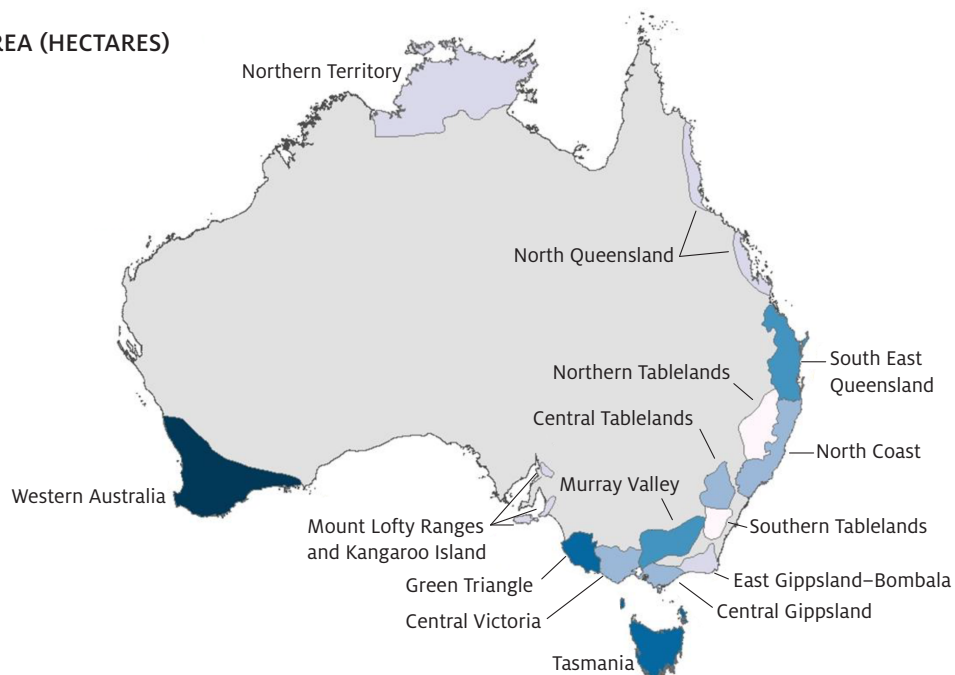 (HECTARES)
Northern Territory
North Queensland
South East
Queensland
Northern Tablelands
Central Tablelands
North Coast
Murray Valley
Western Australia
Mount Lofty Ranges
and Kangaroo Island
Southern Tablelands
Green Triangle
East Gippsland–Bombala
Central Victoria
Central Gippsland
Tasmania